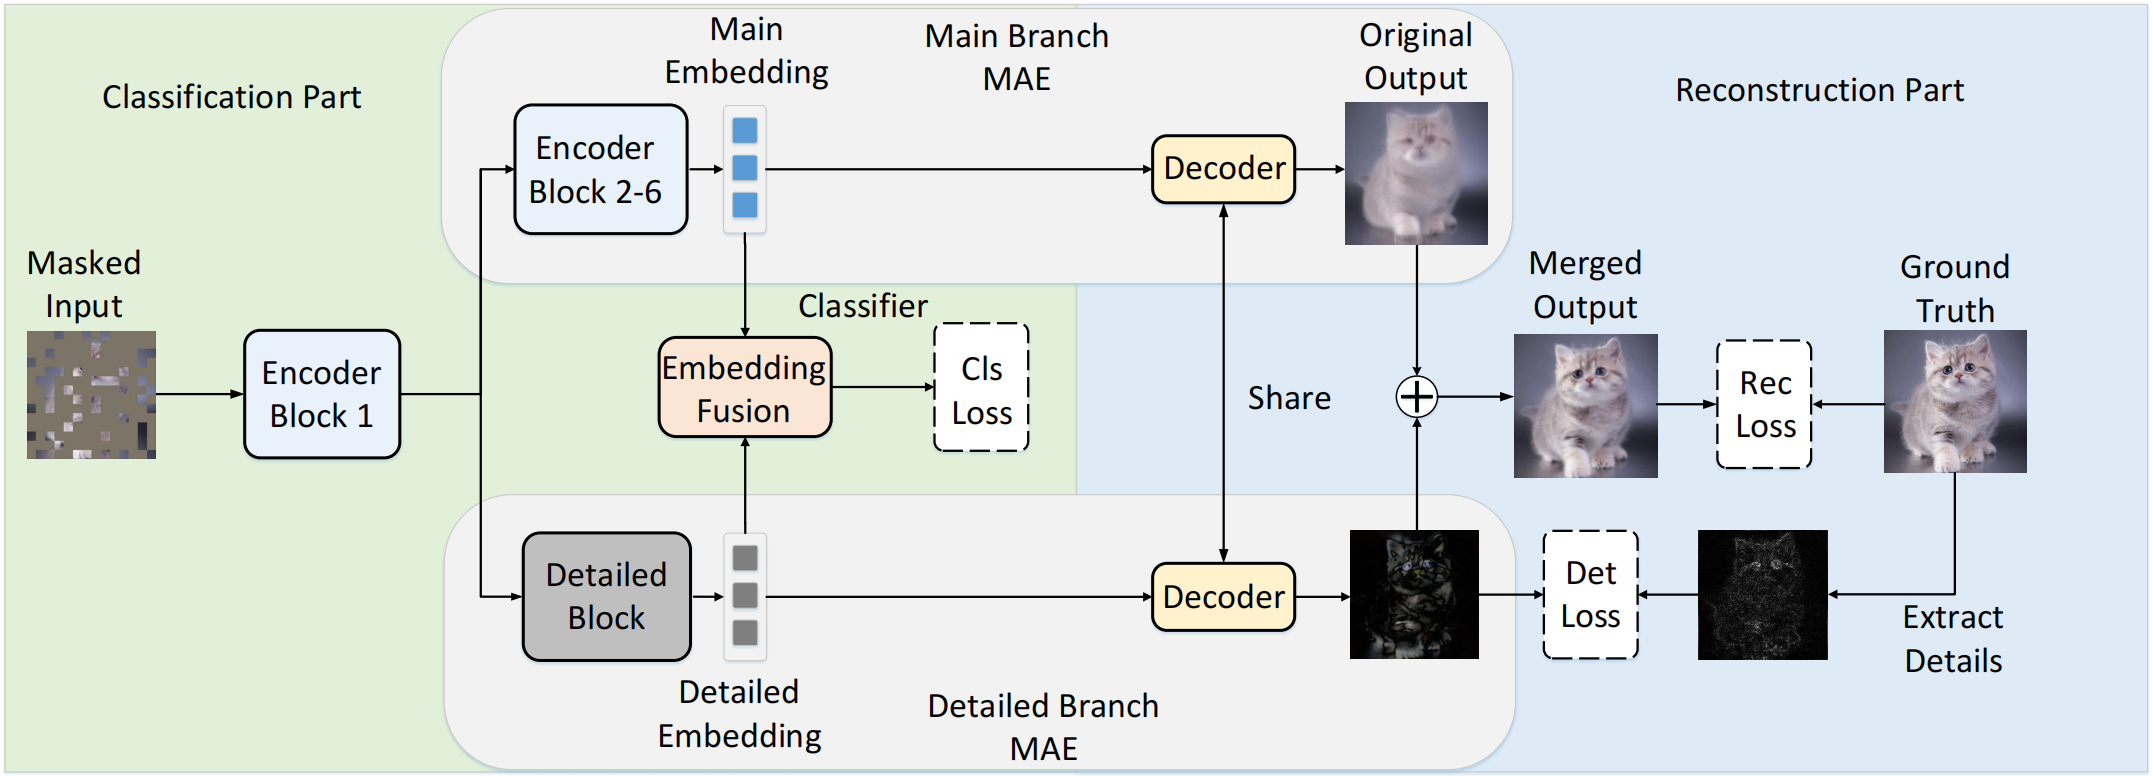 Classification Part
Main
Embedding
Main Branch
MAE
Original
Output
Reconstruction Part
Encoder
Block 2-6
Decoder
Masked
Input
Encoder
Block 1
Classifier
Embedding
Fusion
Cls
Loss
Share
Merged
Output
Rec
Loss
Ground
Truth
Detailed
Block
Decoder
Det
Loss
Extract
Details
Detailed
Embedding
Detailed Branch
MAE